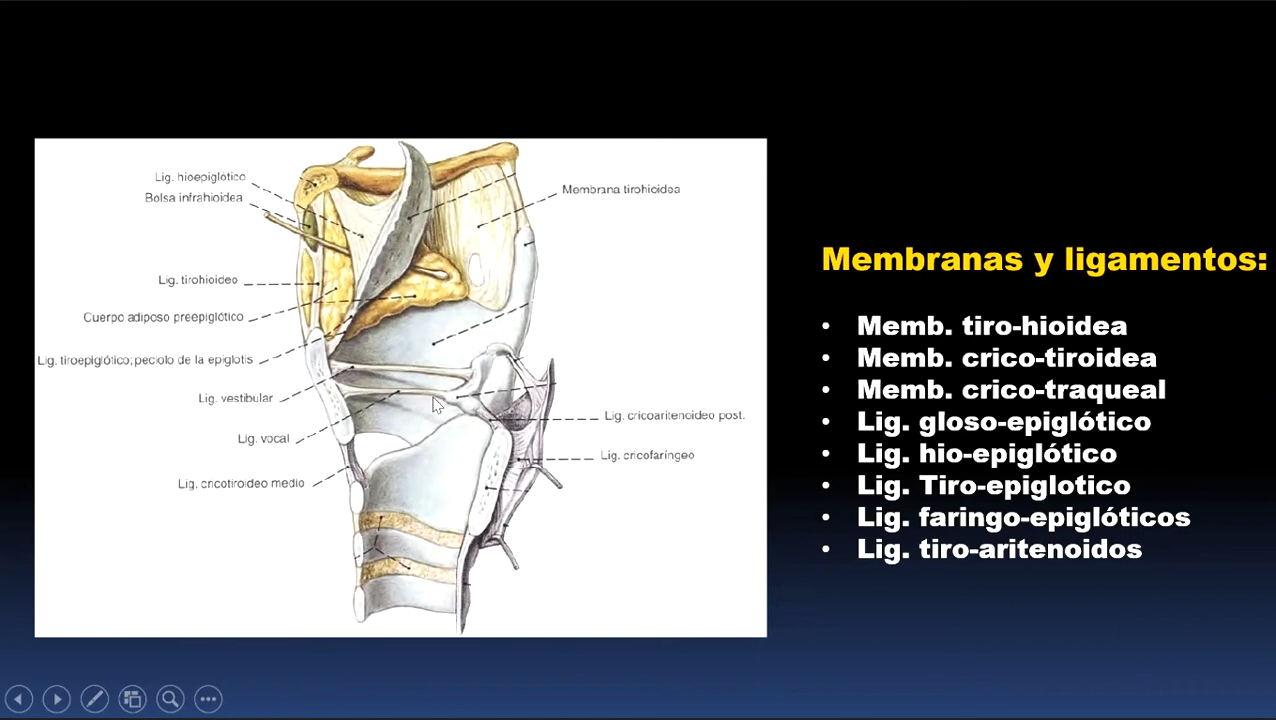 Lig. hioepiglótico
Bolsa infrahioidea
Lig. tirohioideo
Cuerpo adiposo preepiglótico
Lig. tiroepiglótico; peciolo de la epiglotis
Lig. vestibular
Lig. vocal
Lig. cricotiroideo medio
Membrana tirohioidea
Lig. cricoaritenoideo post.
Lig. cricofaríngeo
Membranas y ligamentos:
• Memb. tiro-hioidea
• Memb. crico-tiroidea
• Memb. crico-traqueal
• Lig. gloso-epiglótico
• Lig. hio-epiglótico
• Lig. Tiro-epiglotico
• Lig. faringo-epiglóticos
• Lig. tiro-aritenoidos